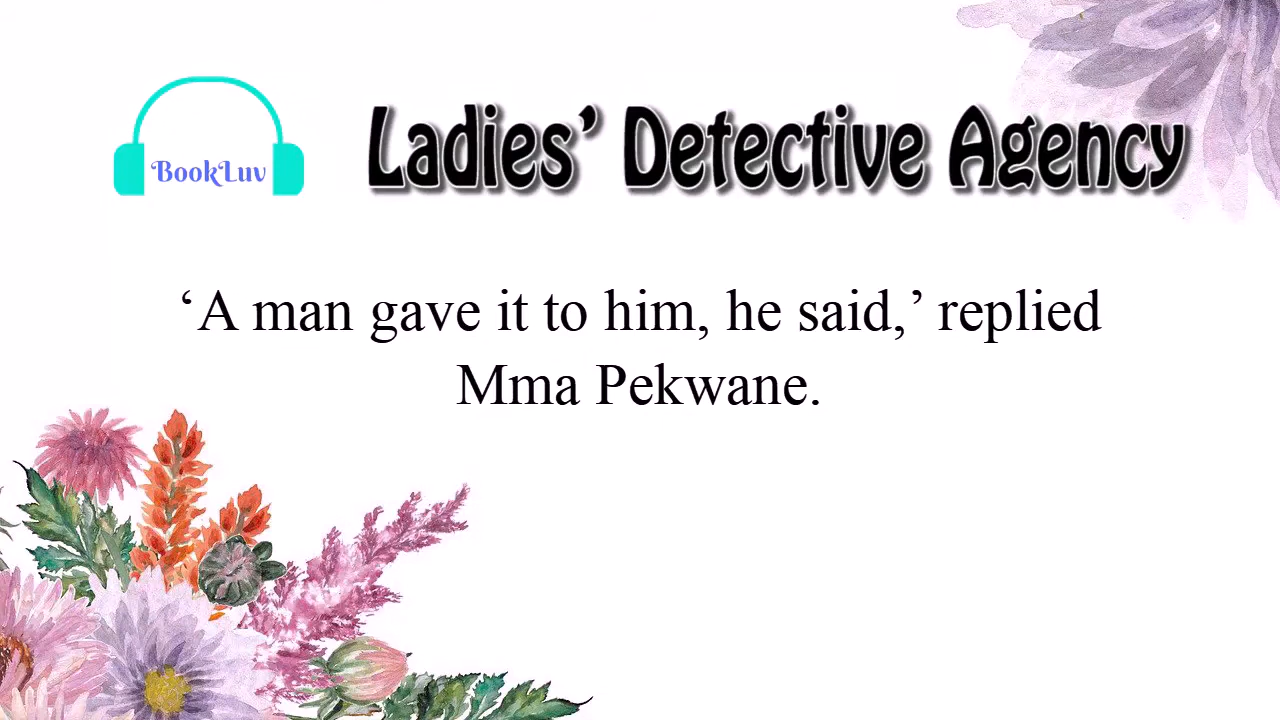 BookLuv
Ladies’ Detective Agency
‘A man gave it to him, he said,’ replied
Mma Pekwane.